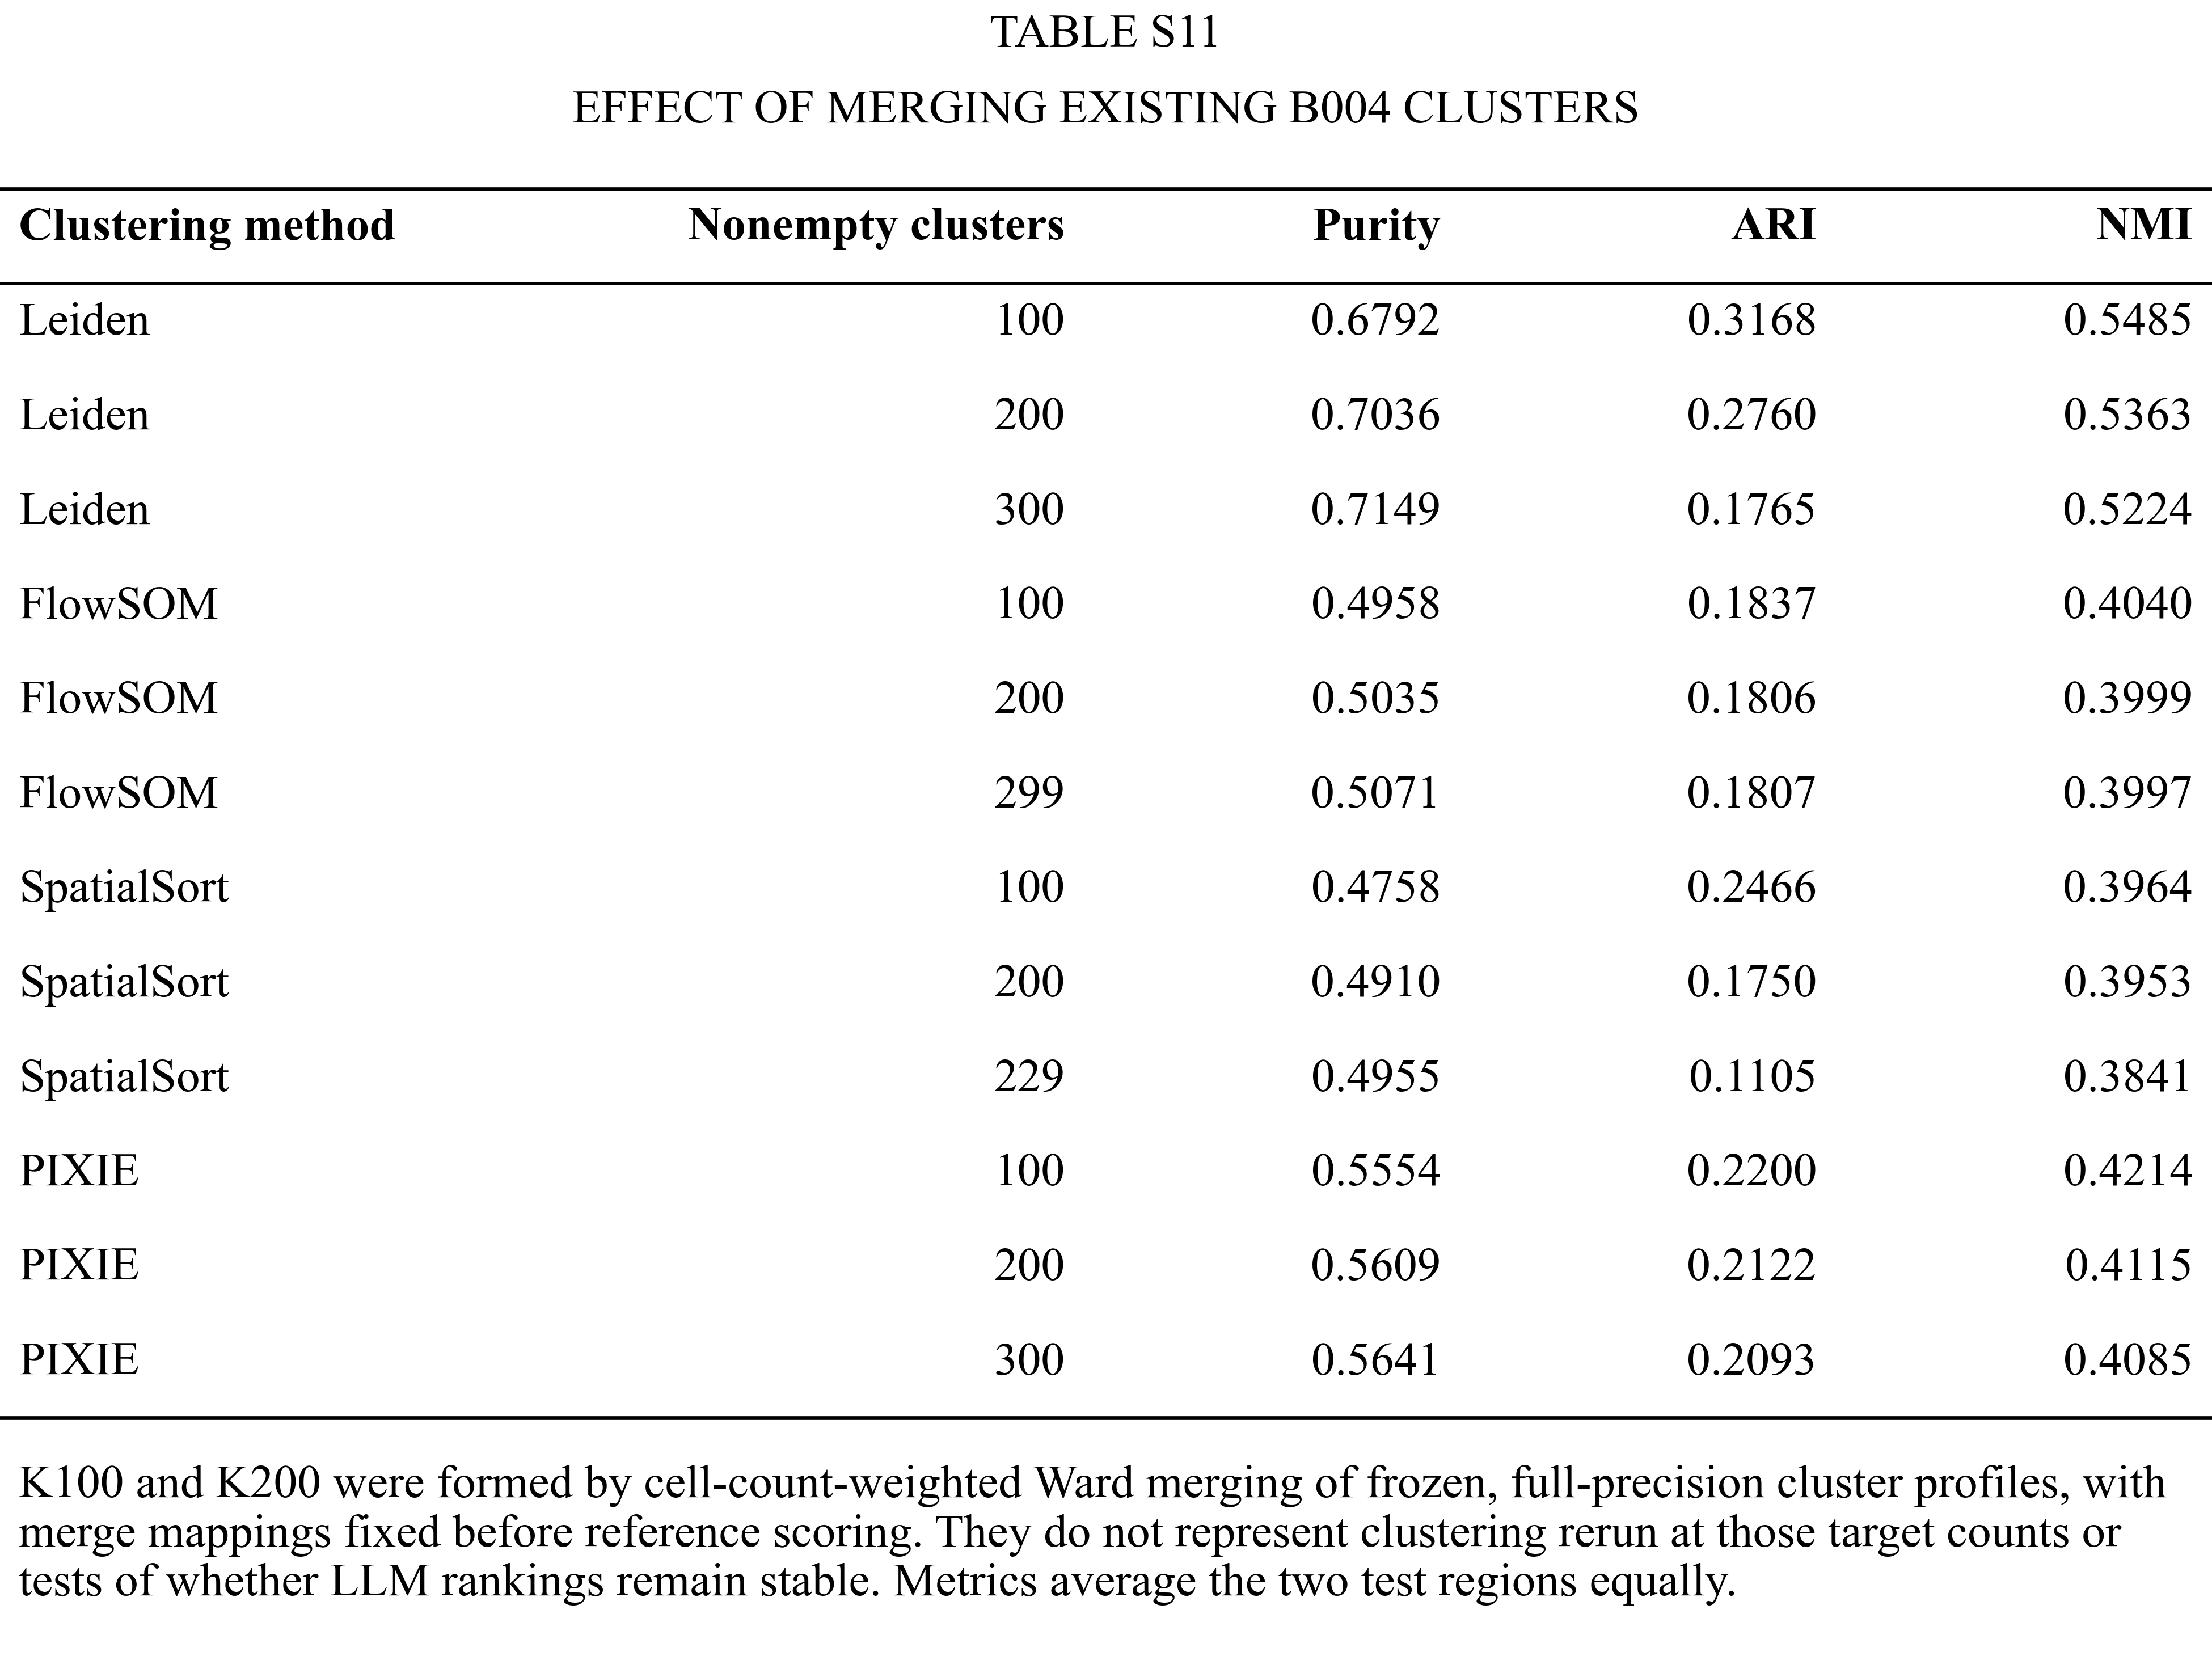 TABLE S11
EFFECT OF MERGING EXISTING B004 CLUSTERS
Clustering method Nonempty clusters Purity ARI NMI
Leiden 100 0.6792 0.3168 0.5485
Leiden 200 0.7036 0.2760 0.5363
Leiden 300 0.7149 0.1765 0.5224
FlowSOM 100 0.4958 0.1837 0.4040
FlowSOM 200 0.5035 0.1806 0.3999
FlowSOM 299 0.5071 0.1807 0.3997
SpatialSort 100 0.4758 0.2466 0.3964
SpatialSort 200 0.4910 0.1750 0.3953
SpatialSort 229 0.4955 0.1105 0.3841
PIXIE 100 0.5554 0.2200 0.4214
PIXIE 200 0.5609 0.2122 0.4115
PIXIE 300 0.5641 0.2093 0.4085
K100 and K200 were formed by cell-count-weighted Ward merging of frozen, full-precision cluster profiles, with
merge mappings fixed before reference scoring. They do not represent clustering rerun at those target counts or
tests of whether LLM rankings remain stable. Metrics average the two test regions equally.